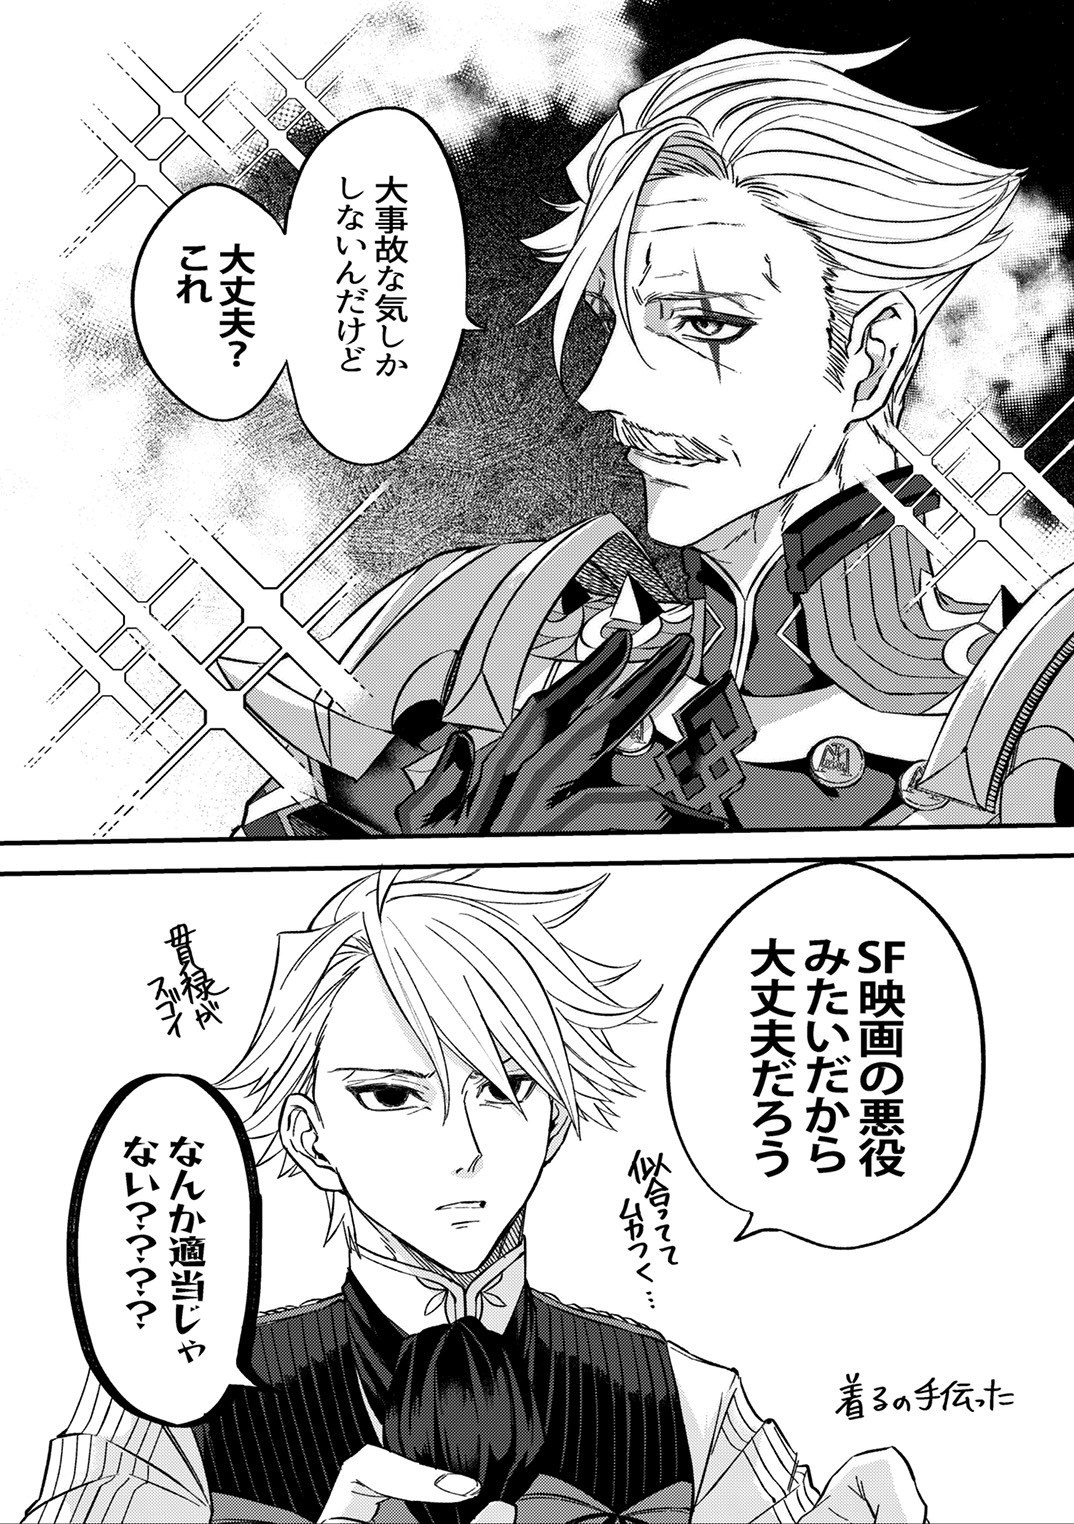 大事故な気しか
しないんだけど
大丈夫？
これ
SF映画の悪役
みたいだから
大丈夫だろう
似合ってて
ムカつく…
着るの手伝った
貫禄が
スゴイ
なんか適当じゃ
ない？？？？